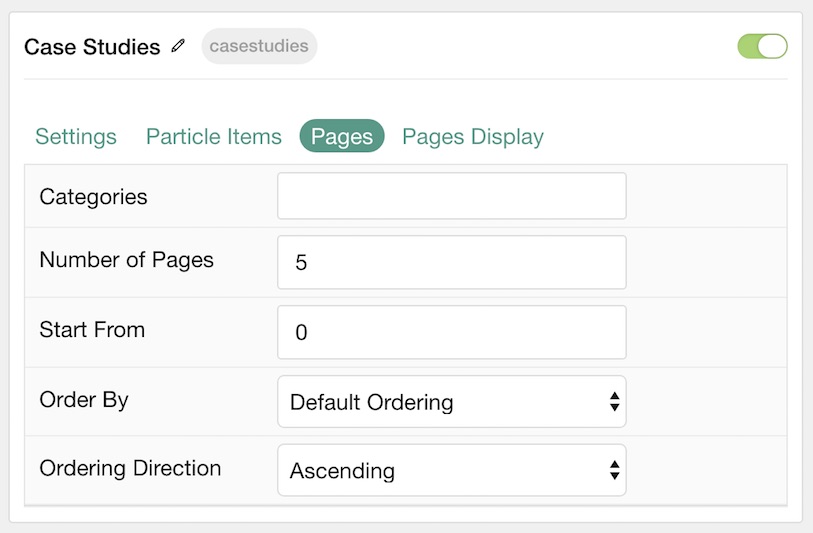 Case Studies casestudies
Settings Particle Items Pages Pages Display
Categories
Number of Pages 5
Start From 0
Order By Default Ordering
Ordering Direction Ascending